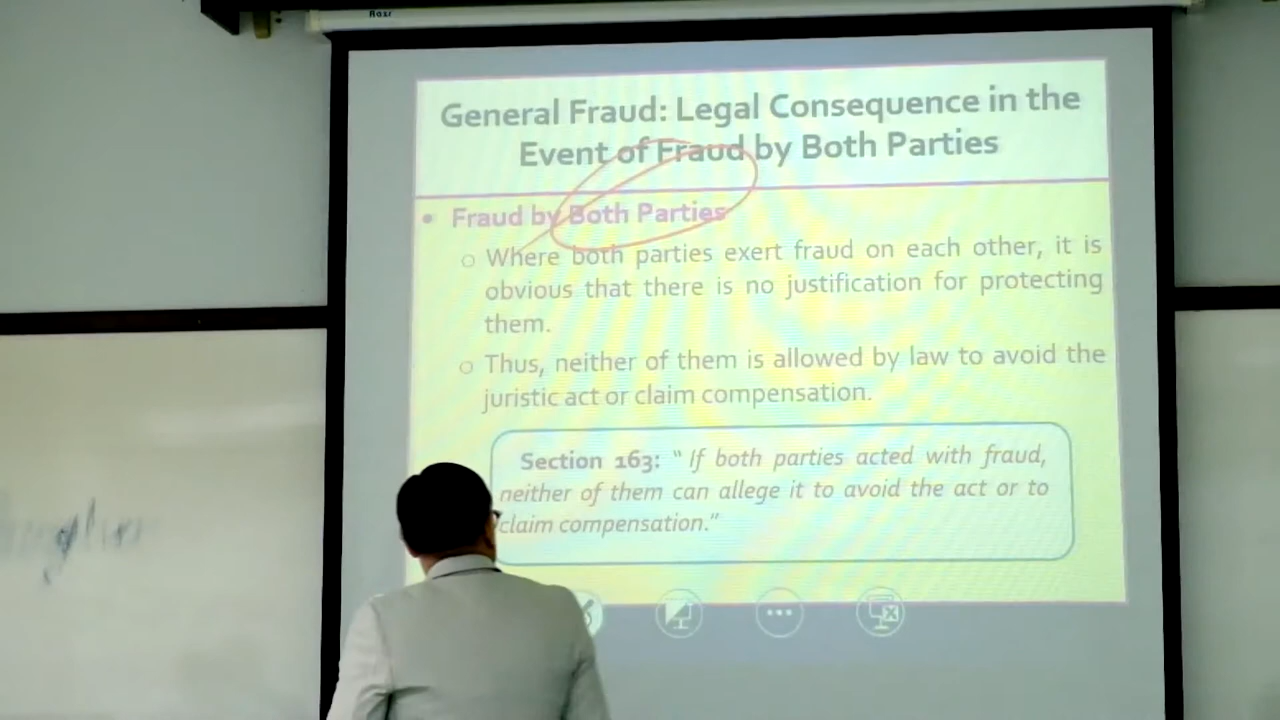 General Fraud: Legal Consequence in the
Event of Fraud by Both Parties
• Fraud by Both Parties
o Where both parties exert fraud on each other, it is
obvious that there is no justification for protecting
them.
o Thus, neither of them is allowed by law to avoid the
juristic act or claim compensation.
Section 163: “ If both parties acted with fraud,
neither of them can allege it to avoid the act or to
claim compensation.”